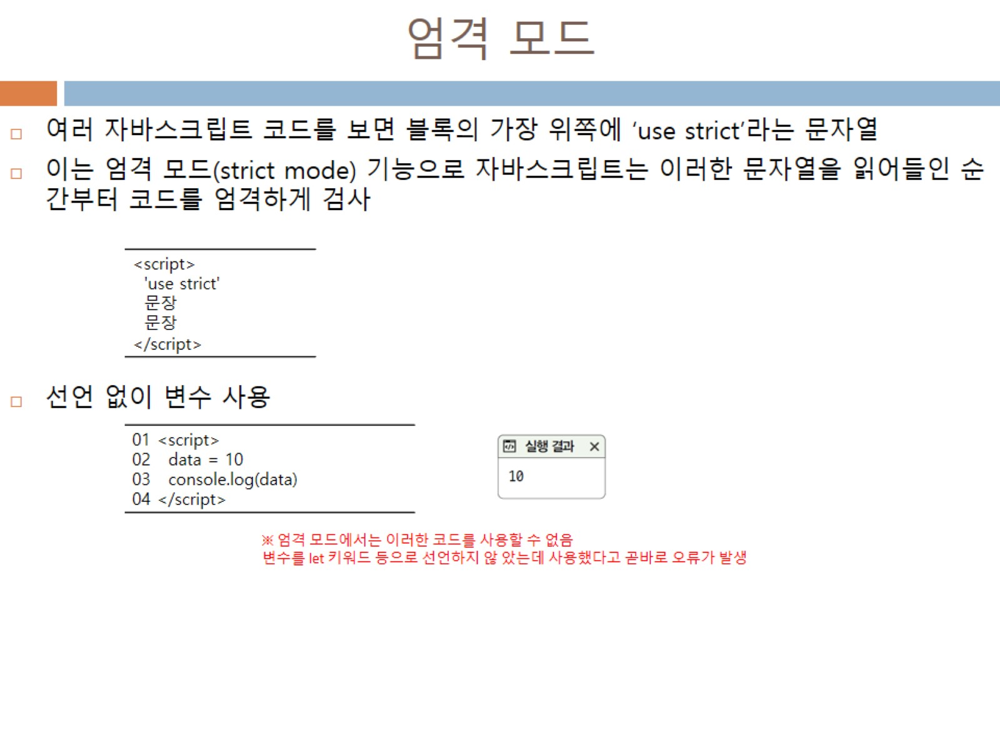 엄격 모드
여러 자바스크립트 코드를 보면 블록의 가장 위쪽에 ‘use strict’라는 문자열
이는 엄격 모드(strict mode) 기능으로 자바스크립트는 이러한 문자열을 읽어들인 순
간부터 코드를 엄격하게 검사
<script>
'use strict'
문장
문장
</script>
선언 없이 변수 사용
01 <script>
02 data = 10
03 console.log(data)
04 </script>
실행 결과
10
※ 엄격 모드에서는 이러한 코드를 사용할 수 없음
변수를 let 키워드 등으로 선언하지 않 았는데 사용했다고 곧바로 오류가 발생